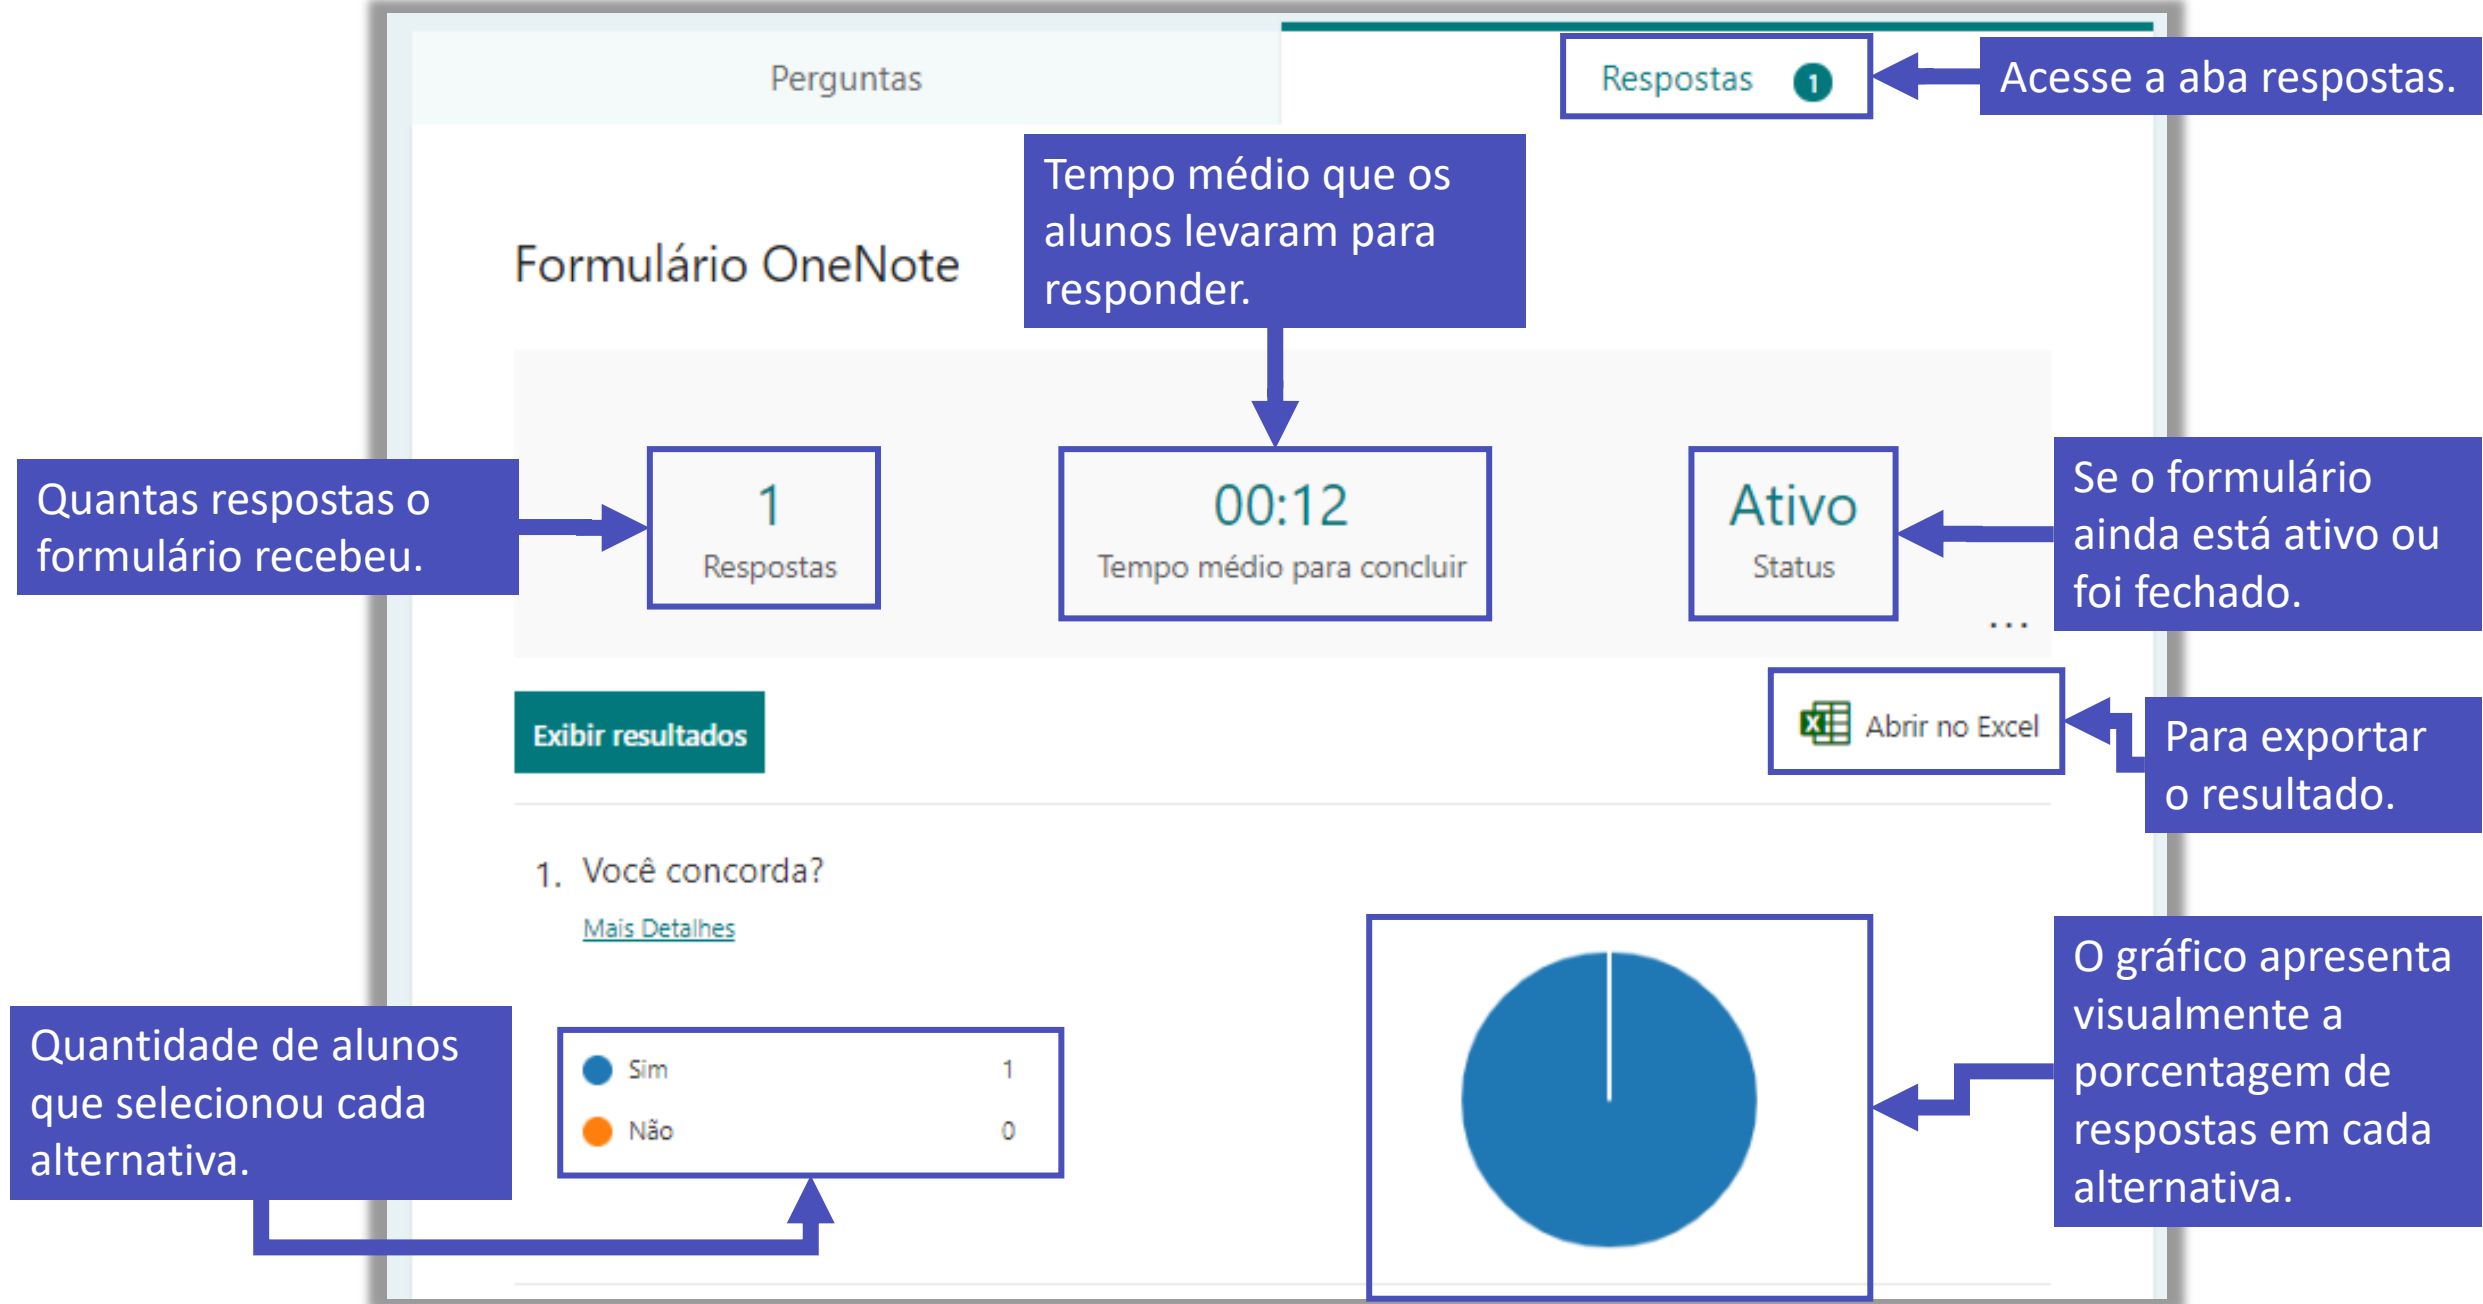 Perguntas
Respostas 1
Acesse a aba respostas.
Tempo médio que os
alunos levaram para
responder.
Formulário OneNote
Quantas respostas o
formulário recebeu.
1
Respostas
00:12
Tempo médio para concluir
Ativo
Status
...
Se o formulário
ainda está ativo ou
foi fechado.
Exibir resultados
Abrir no Excel
Para exportar
o resultado.
1. Você concorda?
Mais Detalhes
Quantidade de alunos
que selecionou cada
alternativa.
Sim 1
Não 0
O gráfico apresenta
visualmente a
porcentagem de
respostas em cada
alternativa.